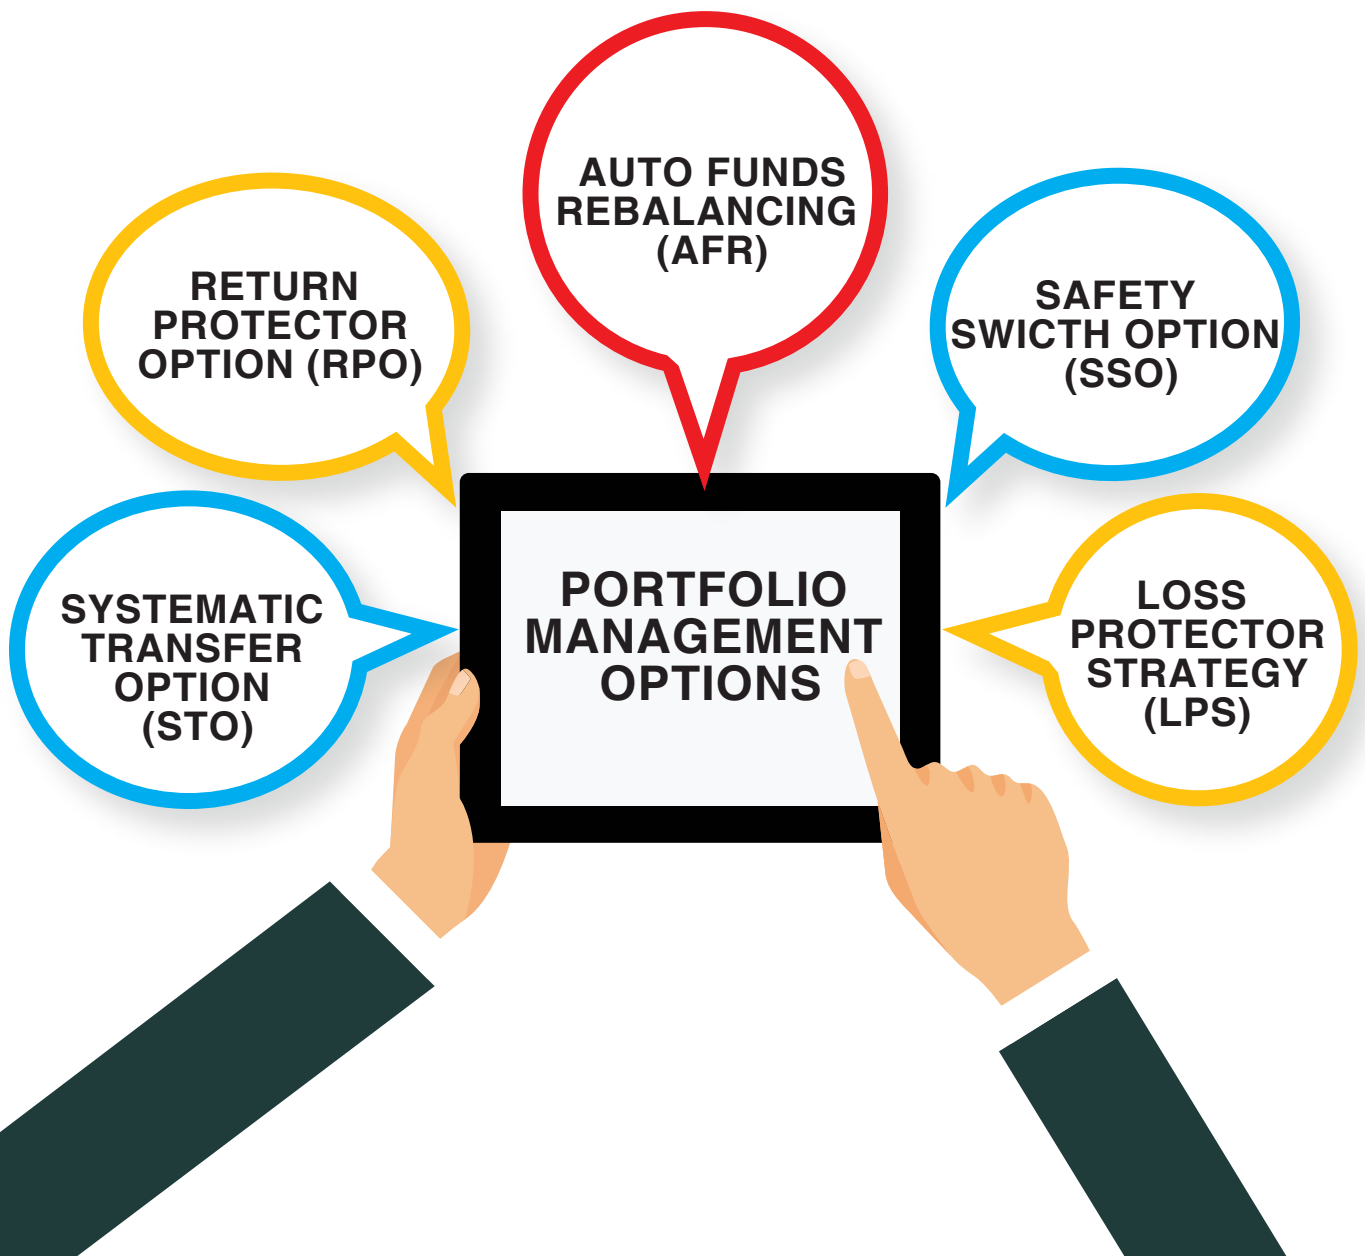 AUTO FUNDS
REBALANCING
(AFR)
RETURN
PROTECTOR
OPTION (RPO)
SAFETY
SWICTH OPTION
(SSO)
SYSTEMATIC
TRANSFER
OPTION
(STO)
PORTFOLIO
MANAGEMENT
OPTIONS
LOSS
PROTECTOR
STRATEGY
(LPS)